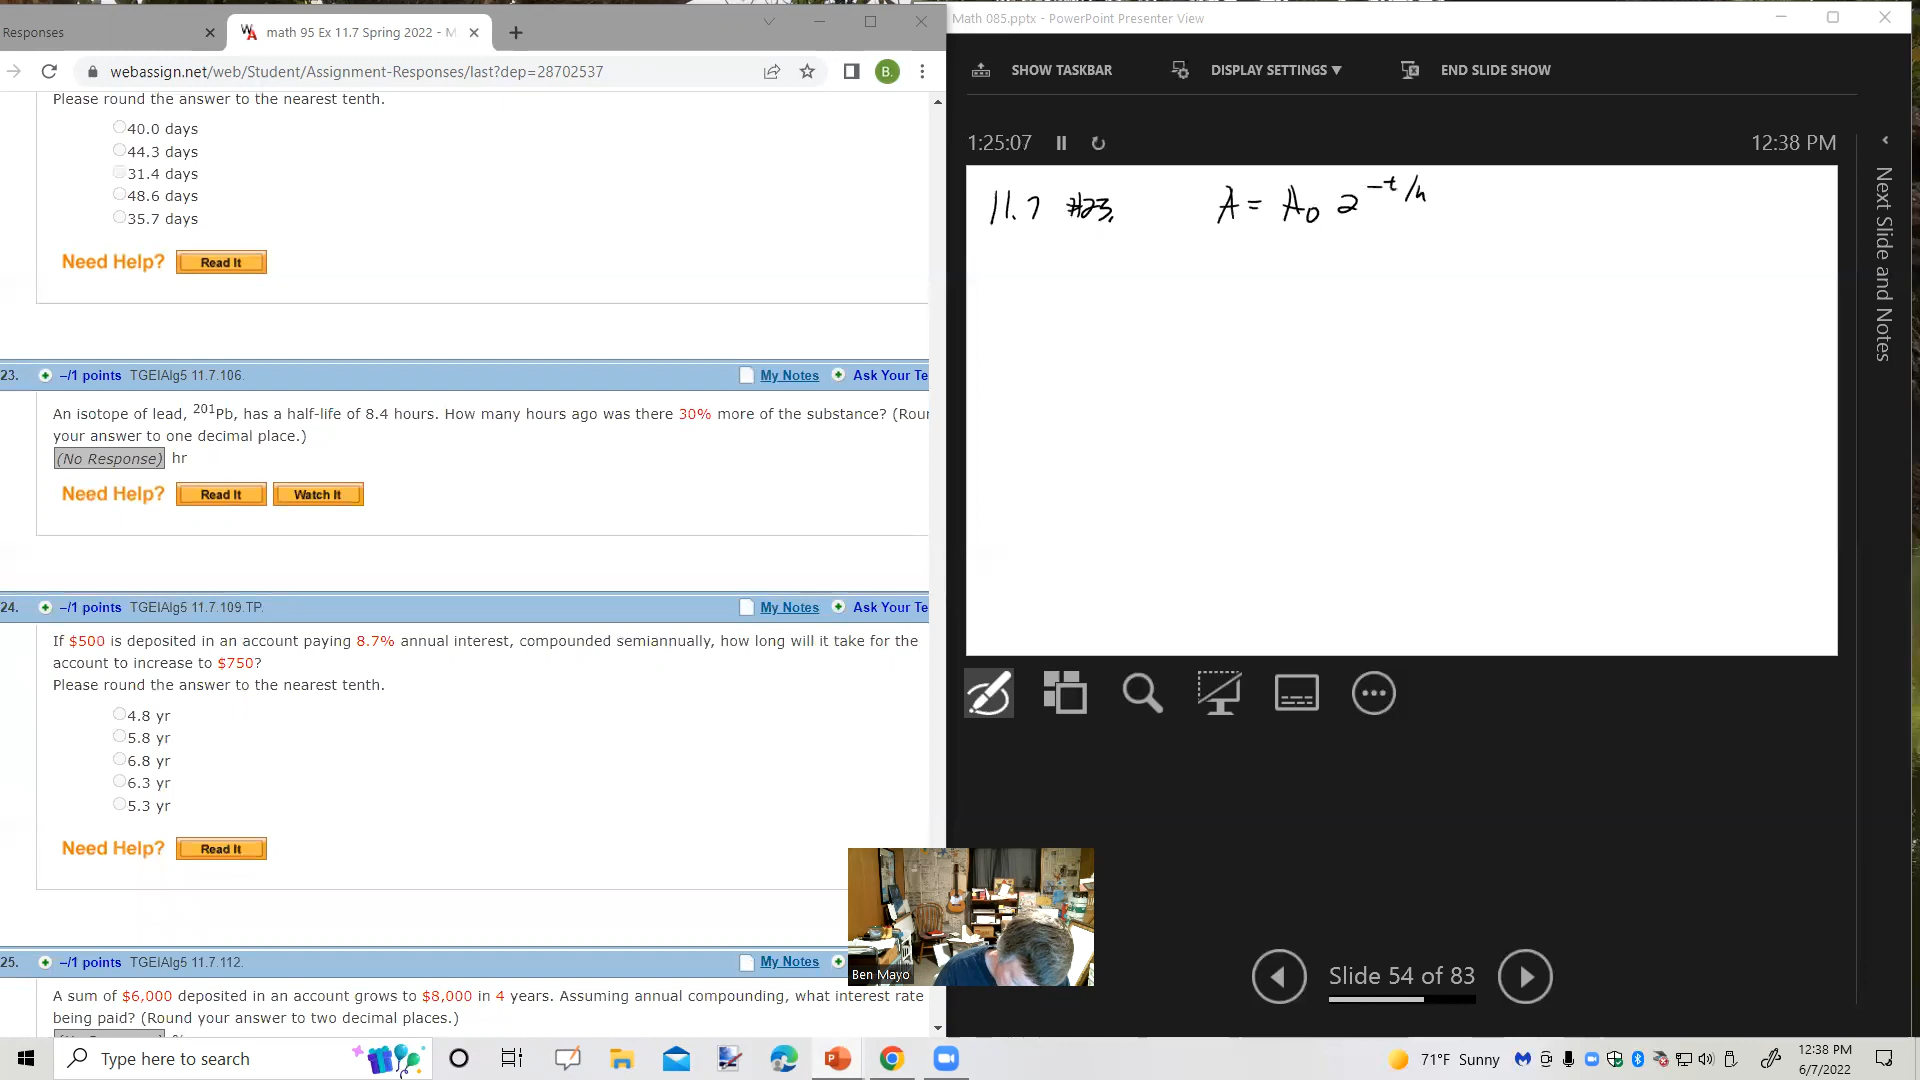 Responses
math 95 Ex 11.7 Spring 2022 - M
webassign.net/web/Student/Assignment-Responses/last?dep=28702537
B.
Please round the answer to the nearest tenth.
40.0 days
44.3 days
31.4 days
48.6 days
35.7 days
Need Help? Read It
23. –/1 points TGEIAlg5 11.7.106. My Notes Ask Your Te
An isotope of lead, ²⁰¹Pb, has a half-life of 8.4 hours. How many hours ago was there 30% more of the substance? (Roun
your answer to one decimal place.)
(No Response) hr
Need Help? Read It Watch It
24. –/1 points TGEIAlg5 11.7.109.TP. My Notes Ask Your Te
If $500 is deposited in an account paying 8.7% annual interest, compounded semiannually, how long will it take for the
account to increase to $750?
Please round the answer to the nearest tenth.
4.8 yr
5.8 yr
6.8 yr
6.3 yr
5.3 yr
Need Help? Read It
25. –/1 points TGEIAlg5 11.7.112. My Notes
A sum of $6,000 deposited in an account grows to $8,000 in 4 years. Assuming annual compounding, what interest rate
being paid? (Round your answer to two decimal places.)
Ben Mayo
Math 085.pptx - PowerPoint Presenter View
SHOW TASKBAR DISPLAY SETTINGS ▼ END SLIDE SHOW
1:25:07 12:38 PM
11.7 #23. A = A₀ 2^(-t/h)
Next Slide and Notes
Slide 54 of 83
Type here to search
71°F Sunny
12:38 PM
6/7/2022